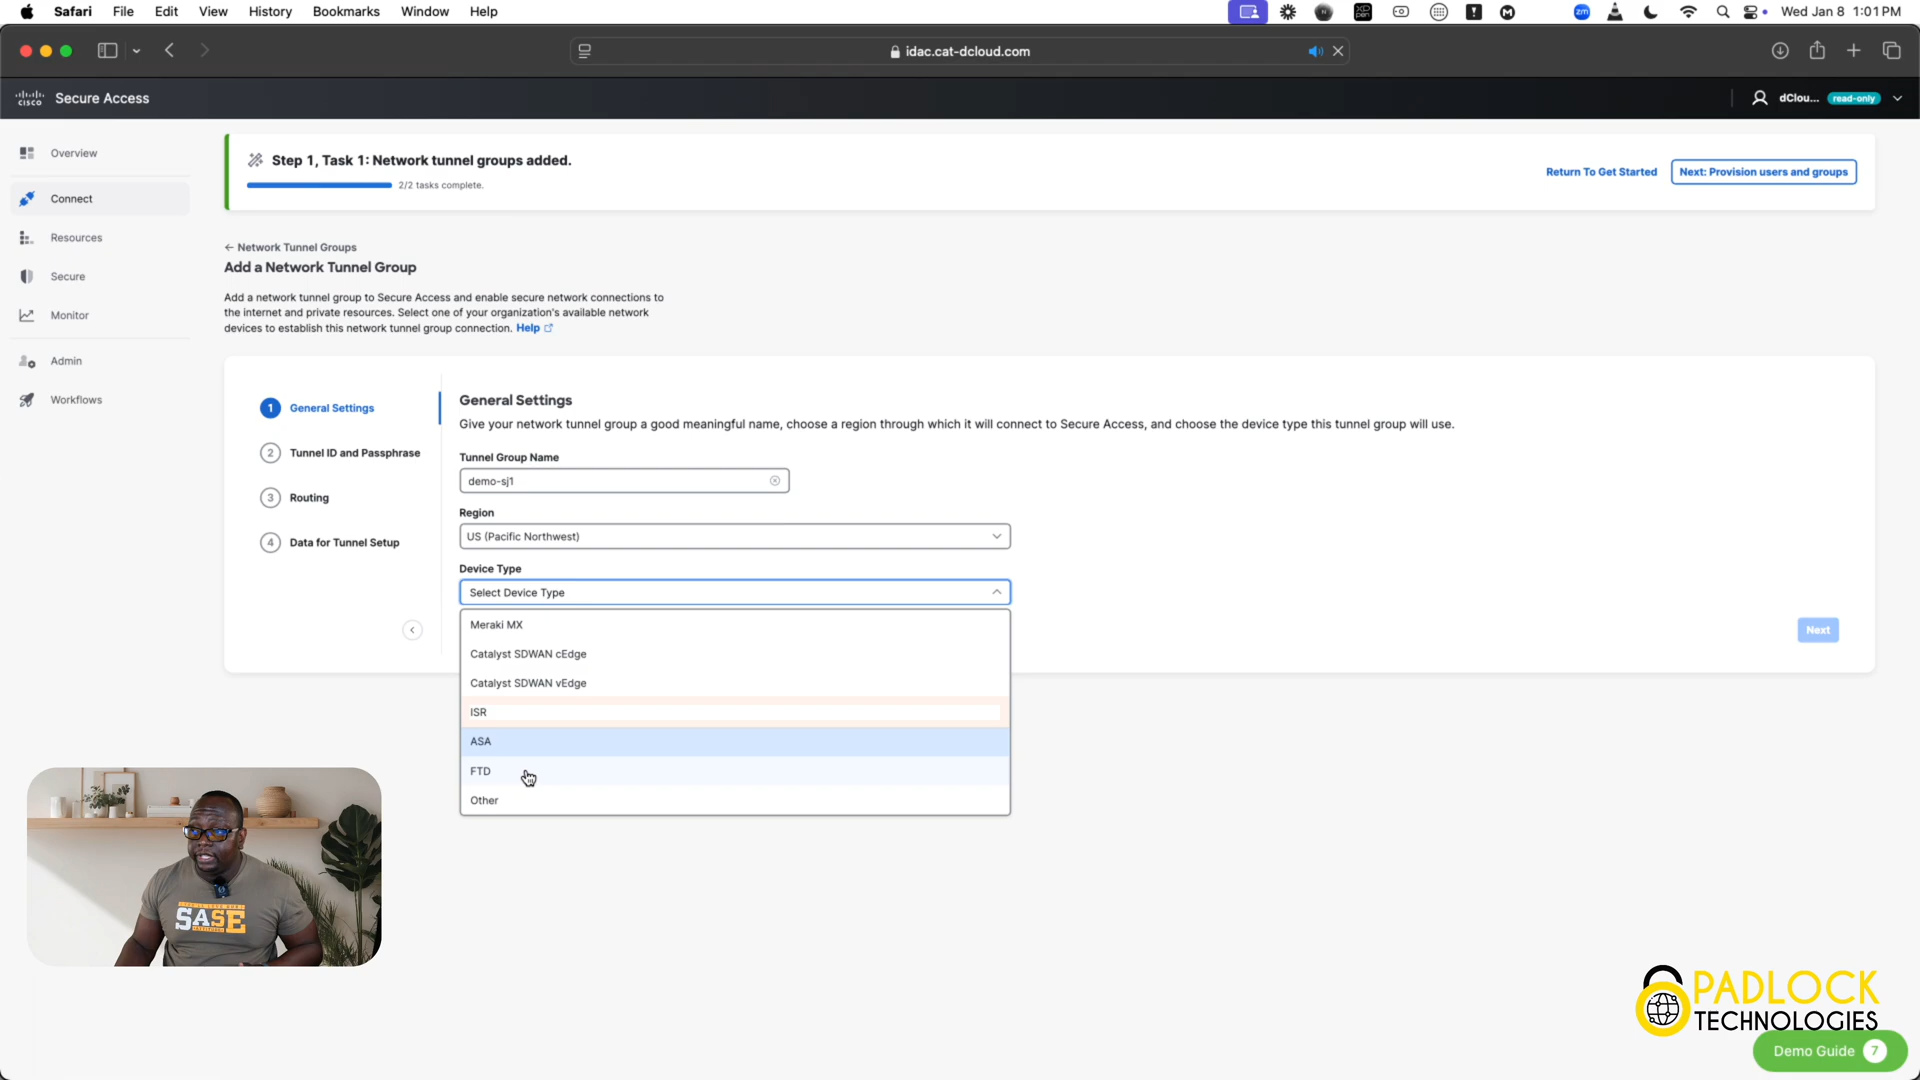 Safari File Edit View History Bookmarks Window Help
zm
Wed Jan 8 1:01 PM
idac.cat-dcloud.com
CISCO
Secure Access
dClou... read-only
Overview
Connect
Resources
Secure
Monitor
Admin
Workflows
Step 1, Task 1: Network tunnel groups added.
2/2 tasks complete.
Return To Get Started
Next: Provision users and groups
← Network Tunnel Groups
Add a Network Tunnel Group
Add a network tunnel group to Secure Access and enable secure network connections to
the internet and private resources. Select one of your organization's available network
devices to establish this network tunnel group connection. Help
1 General Settings
2 Tunnel ID and Passphrase
3 Routing
4 Data for Tunnel Setup
General Settings
Give your network tunnel group a good meaningful name, choose a region through which it will connect to Secure Access, and choose the device type this tunnel group will use.
Tunnel Group Name
demo-sj1
Region
US (Pacific Northwest)
Device Type
Select Device Type
Meraki MX
Catalyst SDWAN cEdge
Catalyst SDWAN vEdge
ISR
ASA
FTD
Other
Next
SASE
PADLOCK
TECHNOLOGIES
Demo Guide 7